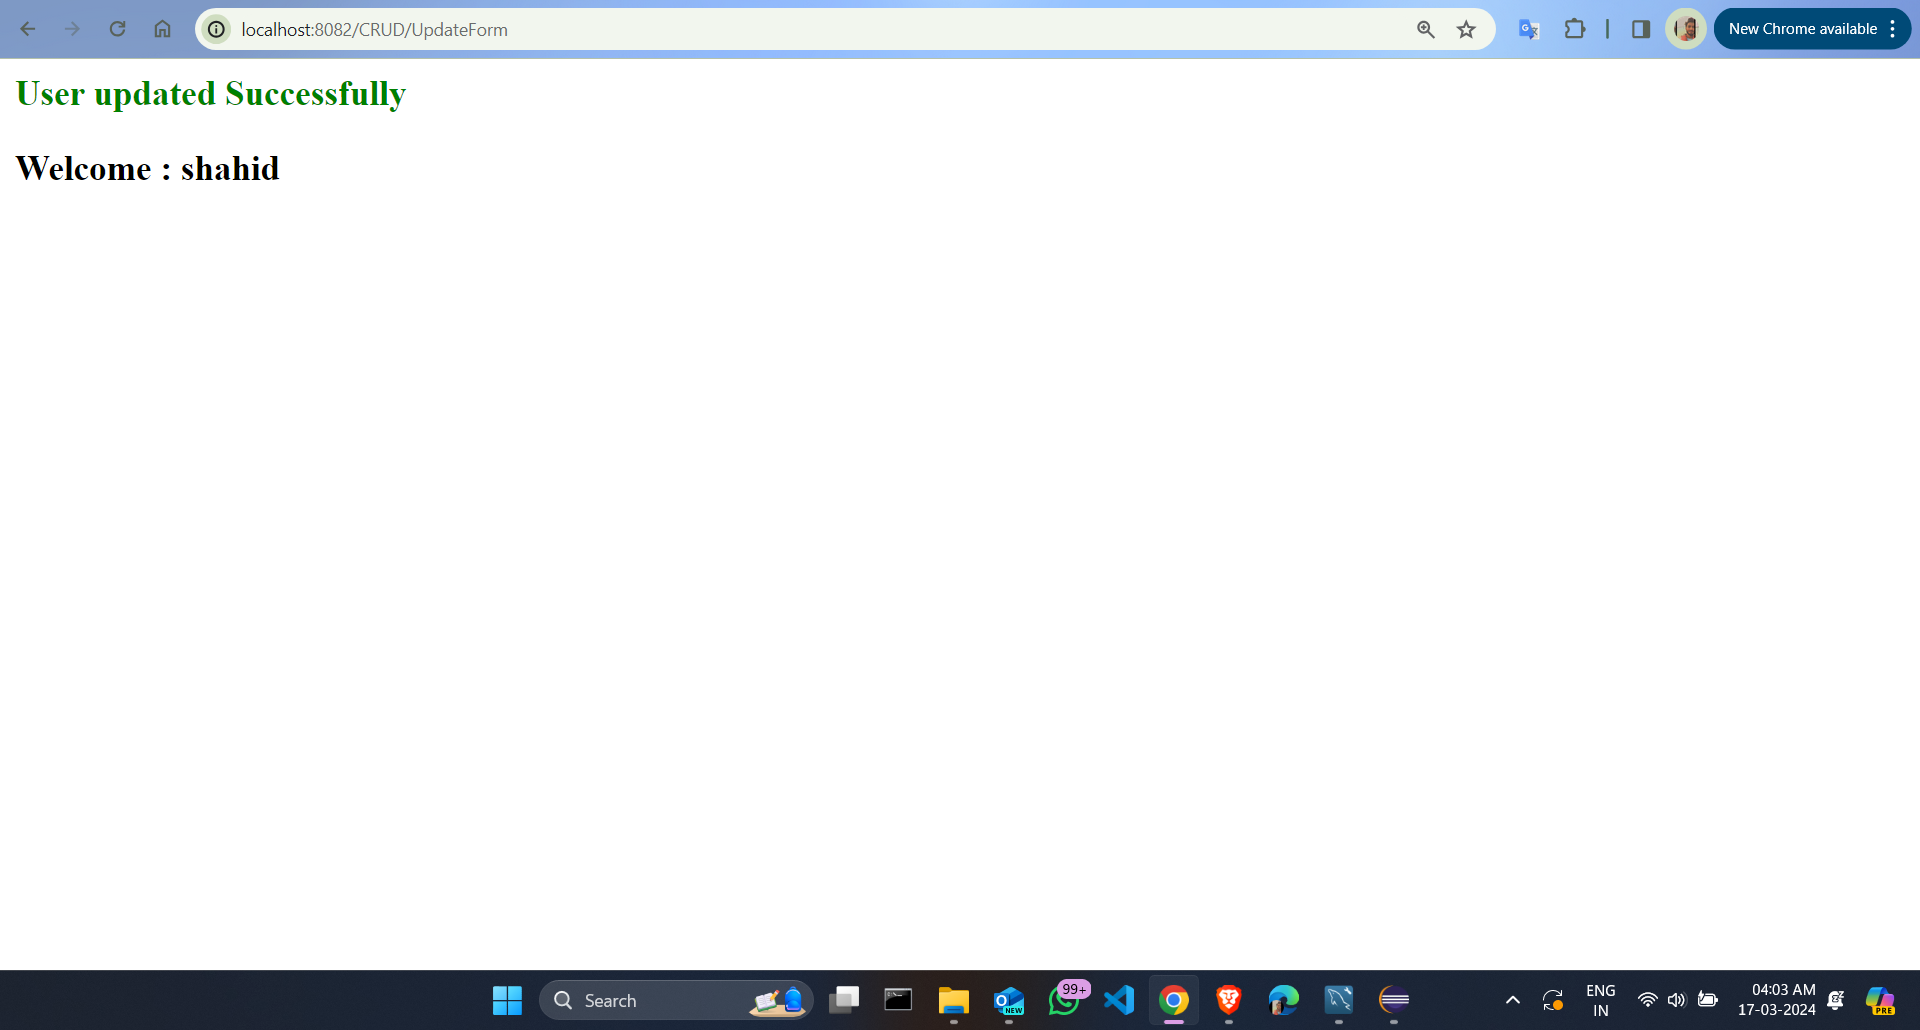 localhost:8082/CRUD/UpdateForm
New Chrome available
User updated Successfully
Welcome : shahid
Search
NEW
99+
ENG
IN
04:03 AM
17-03-2024
PRE